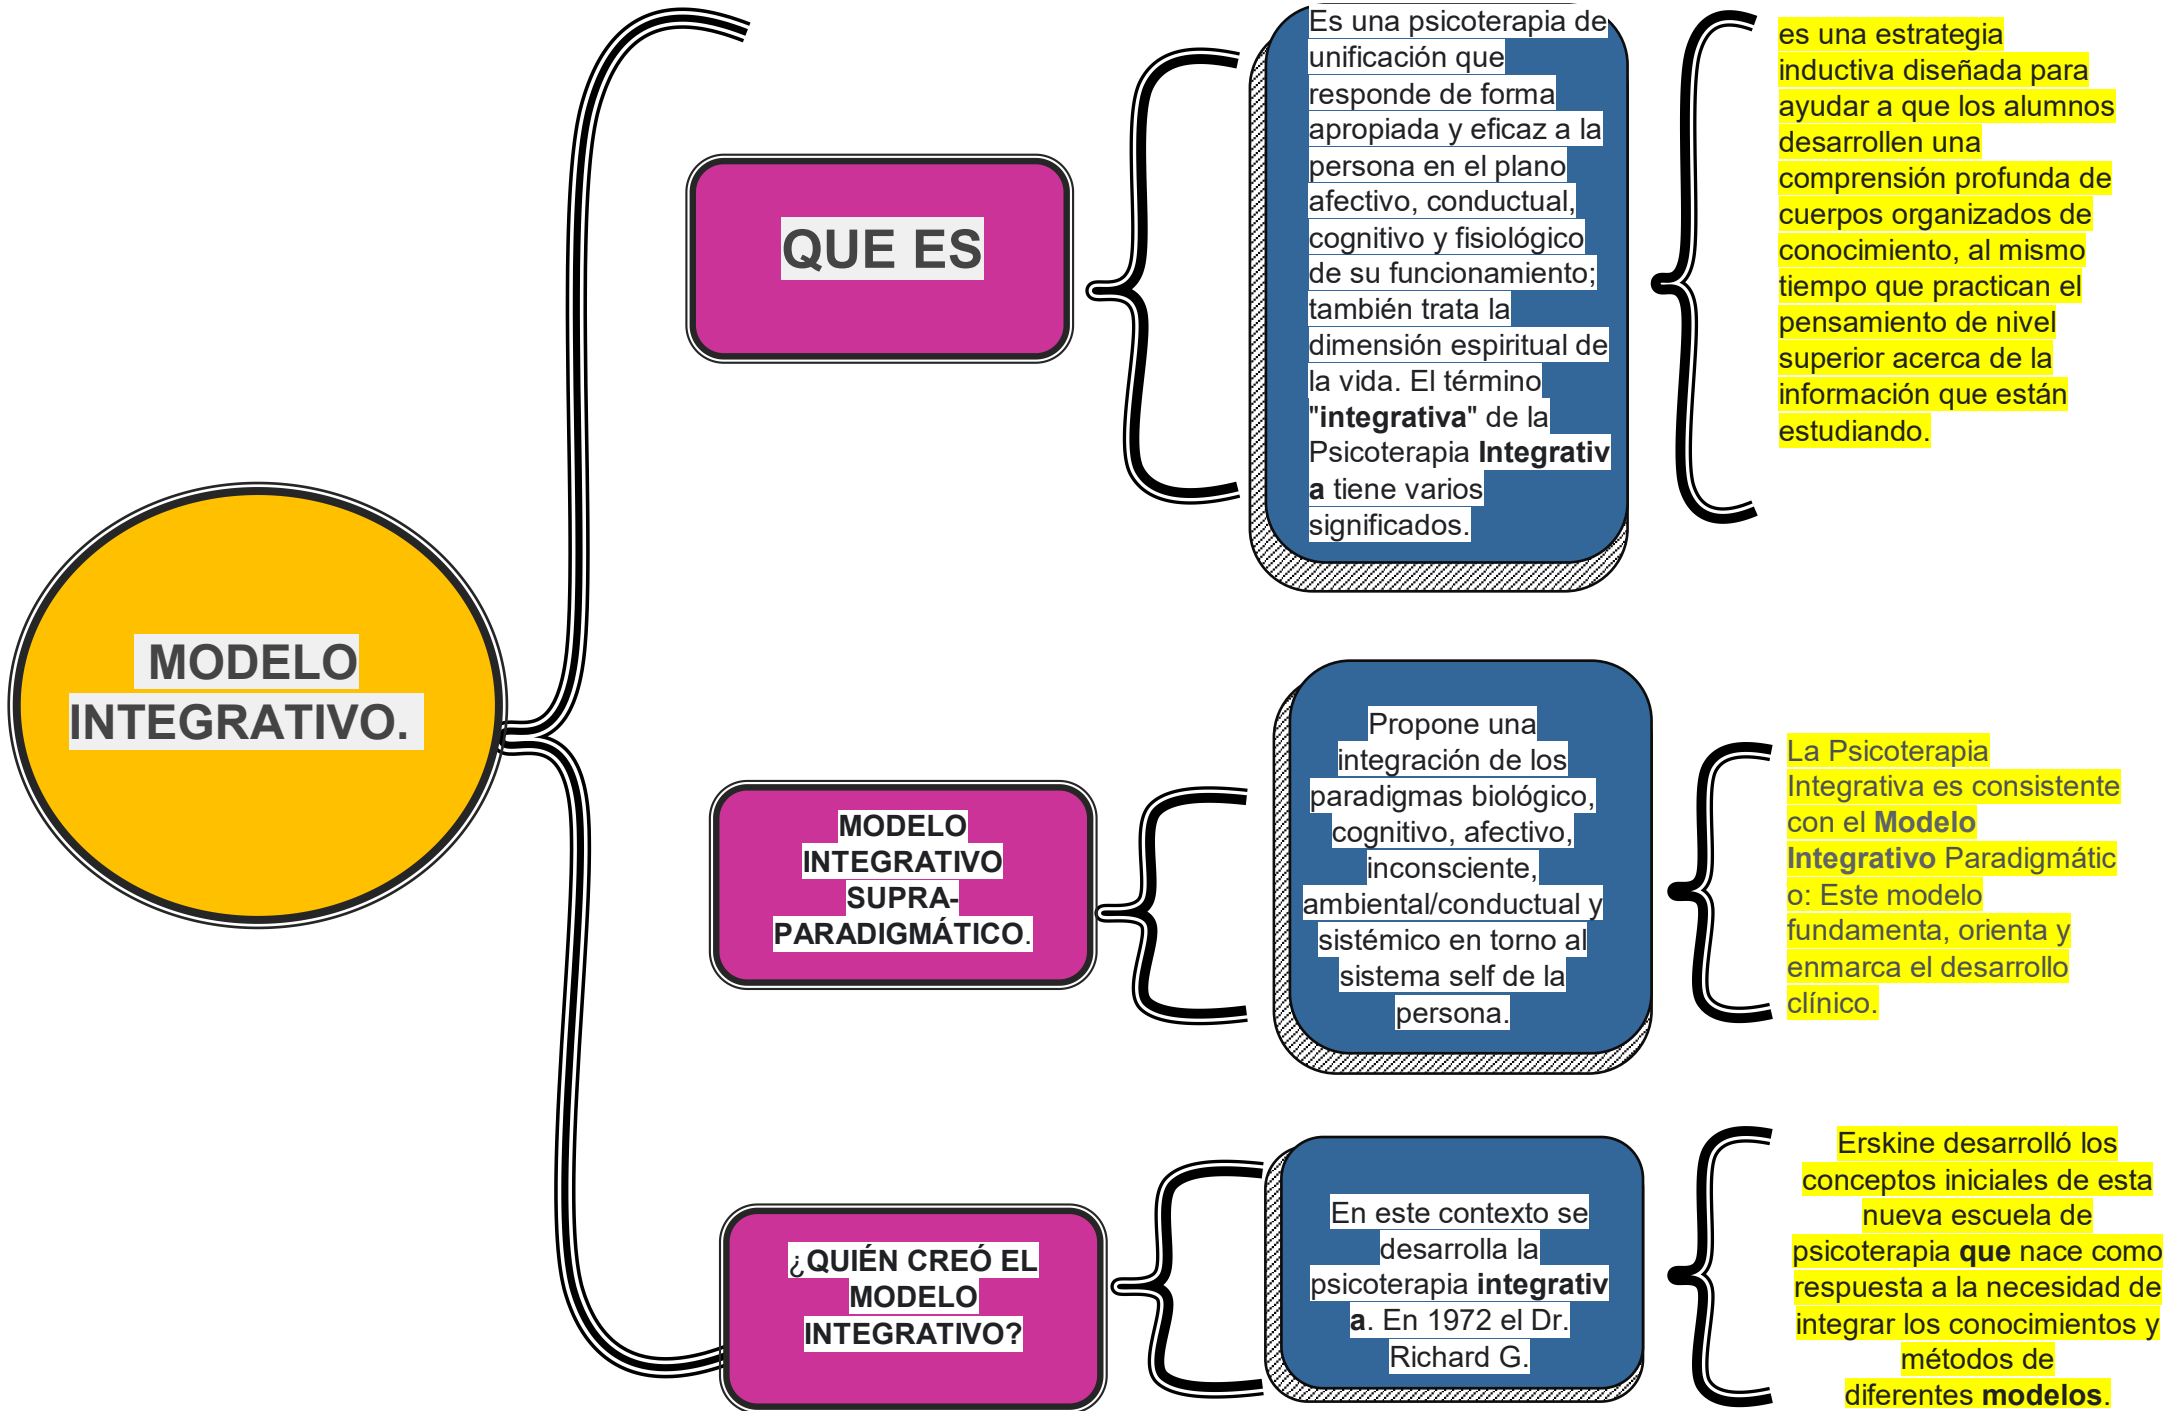 MODELO
INTEGRATIVO.
QUE ES
Es una psicoterapia de
unificación que
responde de forma
apropiada y eficaz a la
persona en el plano
afectivo, conductual,
cognitivo y fisiológico
de su funcionamiento;
también trata la
dimensión espiritual de
la vida. El término
"integrativa" de la
Psicoterapia Integrativ
a tiene varios
significados.
es una estrategia
inductiva diseñada para
ayudar a que los alumnos
desarrollen una
comprensión profunda de
cuerpos organizados de
conocimiento, al mismo
tiempo que practican el
pensamiento de nivel
superior acerca de la
información que están
estudiando.
MODELO
INTEGRATIVO
SUPRA-
PARADIGMÁTICO.
Propone una
integración de los
paradigmas biológico,
cognitivo, afectivo,
inconsciente,
ambiental/conductual y
sistémico en torno al
sistema self de la
persona.
La Psicoterapia
Integrativa es consistente
con el Modelo
Integrativo Paradigmátic
o: Este modelo
fundamenta, orienta y
enmarca el desarrollo
clínico.
¿QUIÉN CREÓ EL
MODELO
INTEGRATIVO?
En este contexto se
desarrolla la
psicoterapia integrativ
a. En 1972 el Dr.
Richard G.
Erskine desarrolló los
conceptos iniciales de esta
nueva escuela de
psicoterapia que nace como
respuesta a la necesidad de
integrar los conocimientos y
métodos de
diferentes modelos.